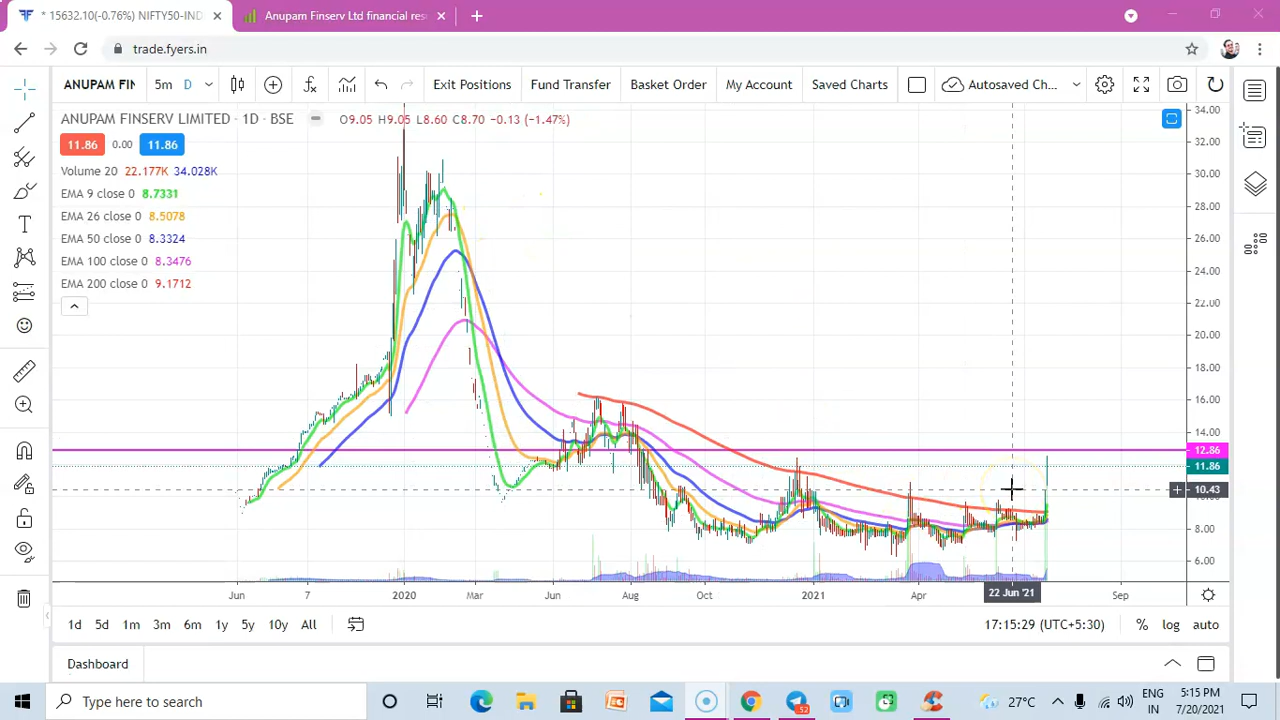 * 15632.10(-0.76%) NIFTY50-IND
Anupam Finserv Ltd financial res
trade.fyers.in
ANUPAM FIN 5m D Exit Positions Fund Transfer Basket Order My Account Saved Charts Autosaved Ch...
ANUPAM FINSERV LIMITED · 1D · BSE O9.05 H9.05 L8.60 C8.70 −0.13 (−1.47%)
11.86 0.00 11.86
Volume 20 22.177K 34.028K
EMA 9 close 0 8.7331
EMA 26 close 0 8.5078
EMA 50 close 0 8.3324
EMA 100 close 0 8.3476
EMA 200 close 0 9.1712
34.00
32.00
30.00
28.00
26.00
24.00
22.00
20.00
18.00
16.00
14.00
12.86
11.86
10.43
8.00
6.00
Jun 7 2020 Mar Jun Aug Oct 2021 Apr 22 Jun '21 Sep
1d 5d 1m 3m 6m 1y 5y 10y All 17:15:29 (UTC+5:30) % log auto
Dashboard
Type here to search
52
27°C
ENG
IN
5:15 PM
7/20/2021